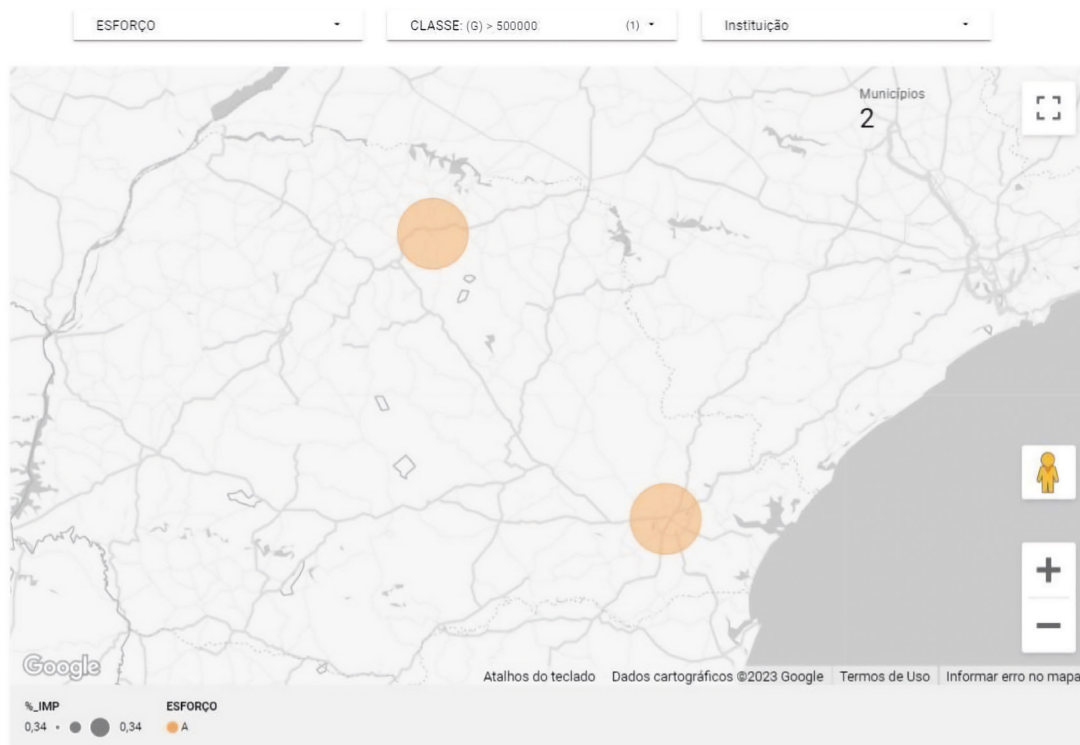 ESFORÇO
CLASSE: (G) > 500000 (1)
Instituição
Municípios
2
Google
Atalhos do teclado Dados cartográficos ©2023 Google Termos de Uso Informar erro no mapa
%_IMP
0,34 0,34
ESFORÇO
A